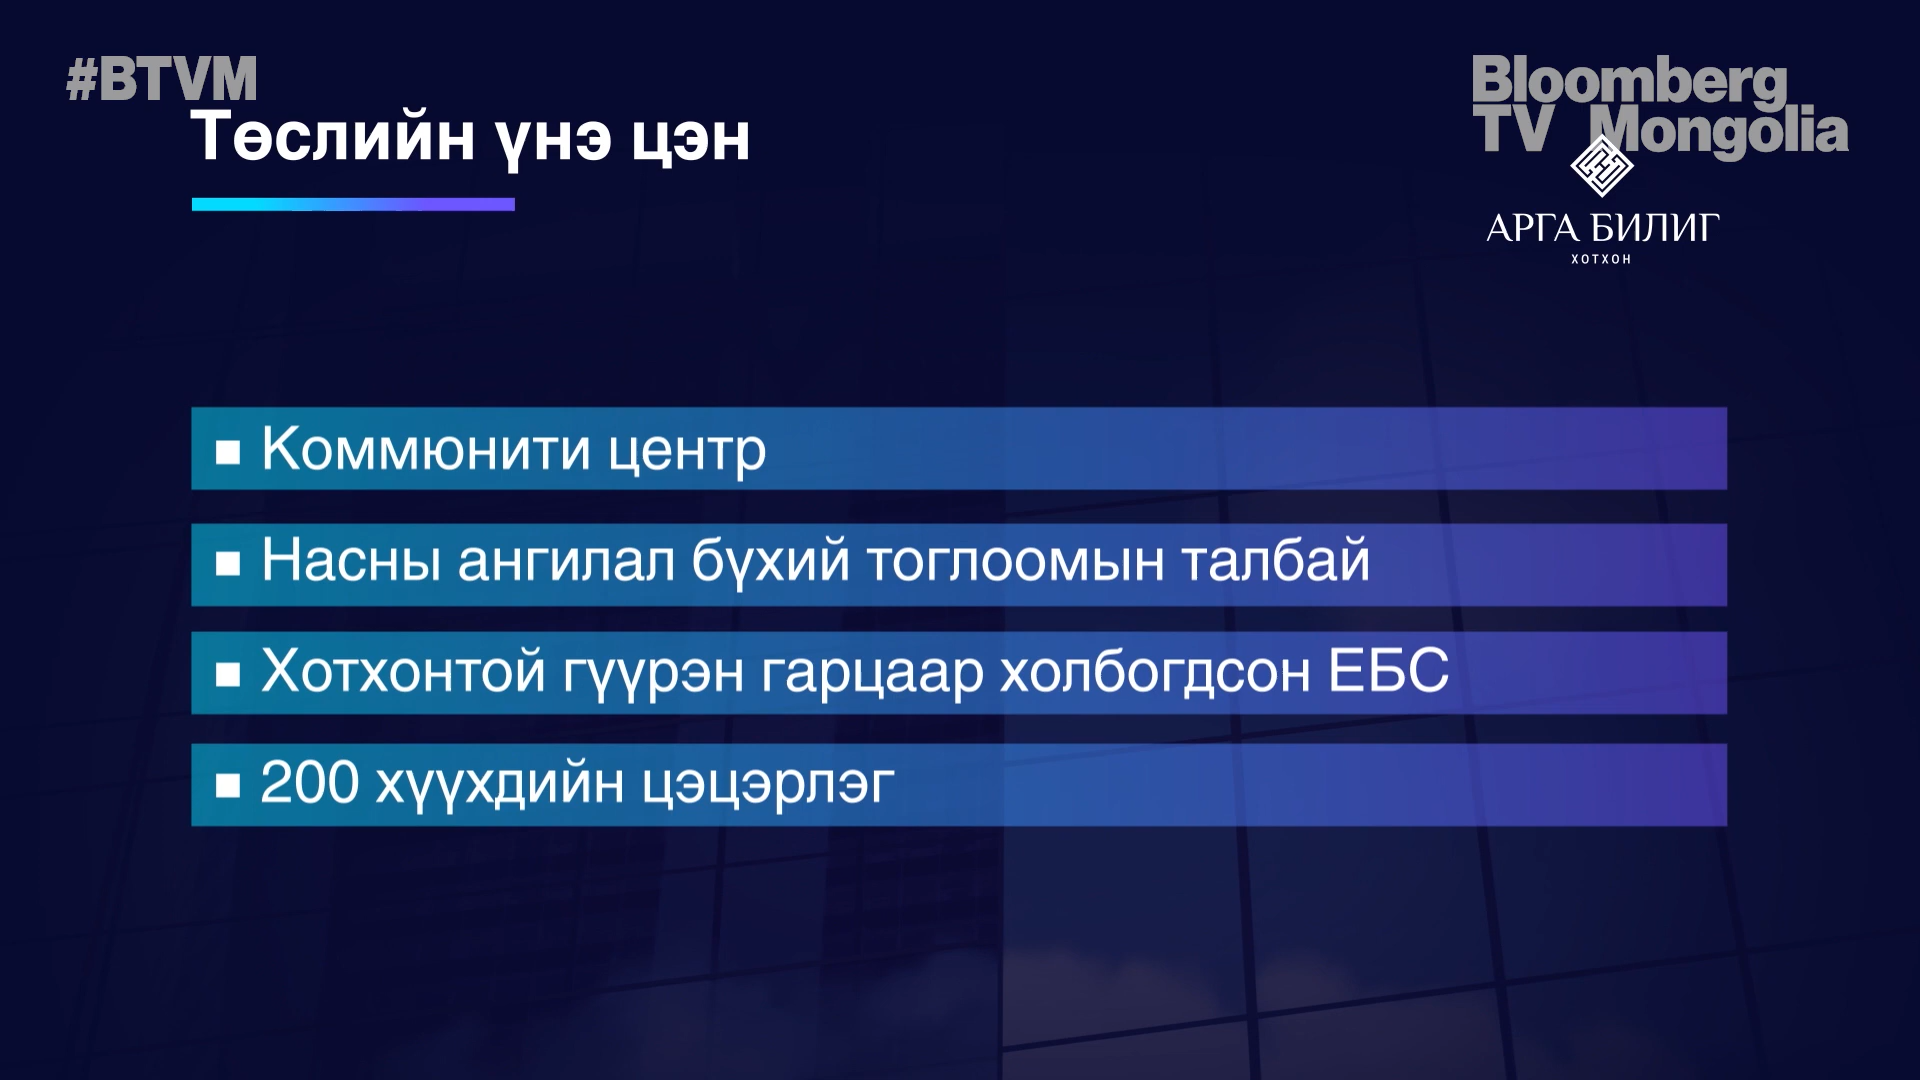 #BTVM
Bloomberg
TV Mongolia
Төслийн үнэ цэн
АРГА БИЛИГ
ХОТХОН
▪ Коммюнити центр
▪ Насны ангилал бүхий тоглоомын талбай
▪ Хотхонтой гүүрэн гарцаар холбогдсон ЕБС
▪ 200 хүүхдийн цэцэрлэг